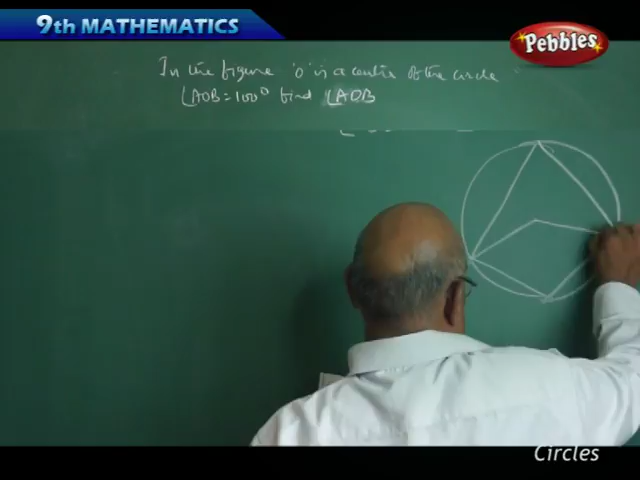 9th MATHEMATICS
Pebbles
In the figure 'O' is a centre of the circle
∠AOB = 100° find ∠ADB
Circles